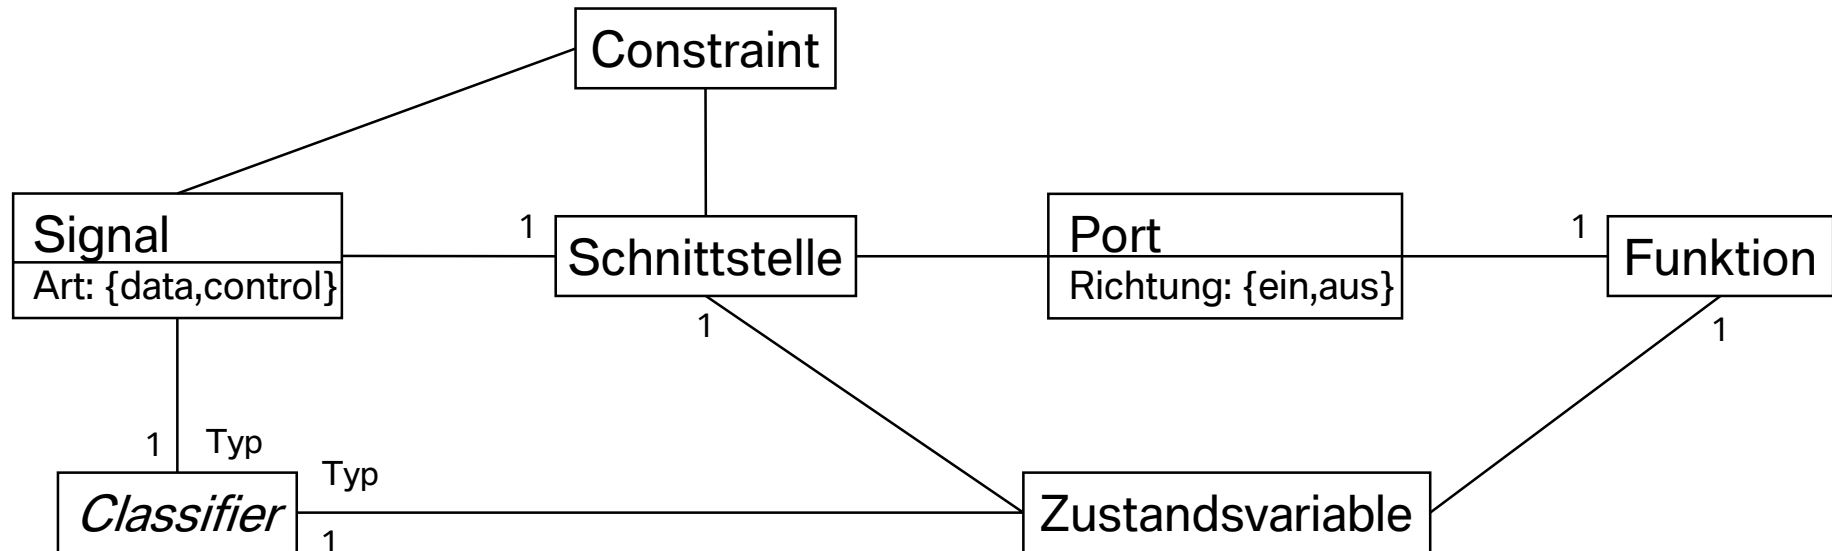 Constraint
Signal
Art: {data,control}
1
Schnittstelle
1
Port
Richtung: {ein,aus}
1
Funktion
1
1
Typ
Typ
1
Classifier
Zustandsvariable